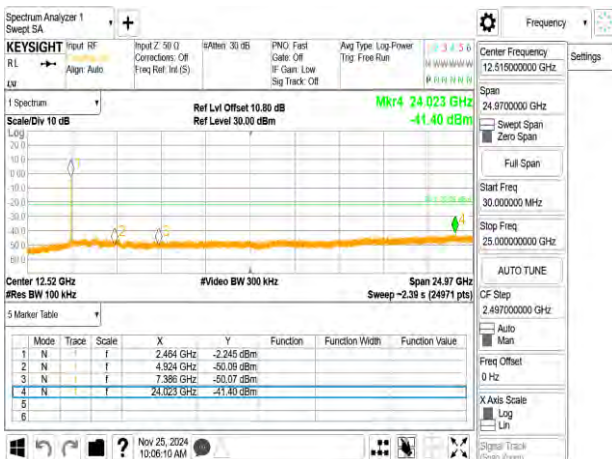 Spectrum Analyzer 1
Swept SA
+
Frequency
KEYSIGHT Input: RF
RL
Align: Auto
Input Z: 50 Ω
Corrections: Off
Freq Ref: Int (S)
#Atten: 30 dB
PNO: Fast
Gate: Off
IF Gain: Low
Sig Track: Off
Avg Type: Log-Power
Trig: Free Run
3 4 5 6
Settings
1 Spectrum
Scale/Div 10 dB
Ref Lvl Offset 10.80 dB
Ref Level 30.00 dBm
Mkr4 24.023 GHz
-41.40 dBm
Log
1
2
3
4
Center 12.52 GHz
#Res BW 100 kHz
#Video BW 300 kHz
Span 24.97 GHz
Sweep ~2.39 s (24971 pts)
5 Marker Table
Mode Trace Scale X Y Function Function Width Function Value
1 N f 2.464 GHz -2.245 dBm
2 N f 4.924 GHz -50.09 dBm
3 N f 7.386 GHz -50.07 dBm
4 N f 24.023 GHz -41.40 dBm
5
6
Nov 25, 2024
10:06:10 AM
Center Frequency
12.515000000 GHz
Span
24.9700000 GHz
Swept Span
Zero Span
Full Span
Start Freq
30.000000 MHz
Stop Freq
25.000000000 GHz
AUTO TUNE
CF Step
2.497000000 GHz
Auto
Man
Freq Offset
0 Hz
X Axis Scale
Log
Lin
Signal Track
(Span Zoom)